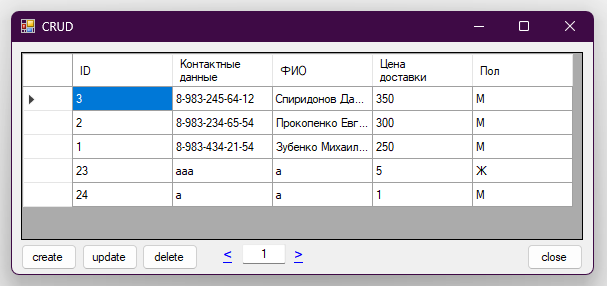 CRUD
ID Контактные данные ФИО Цена доставки Пол
3 8-983-245-64-12 Спиридонов Да... 350 М
2 8-983-234-65-54 Прокопенко Евг... 300 М
1 8-983-434-21-54 Зубенко Михаил... 250 М
23 ааа а 5 Ж
24 а а 1 М
create update delete < 1 > close